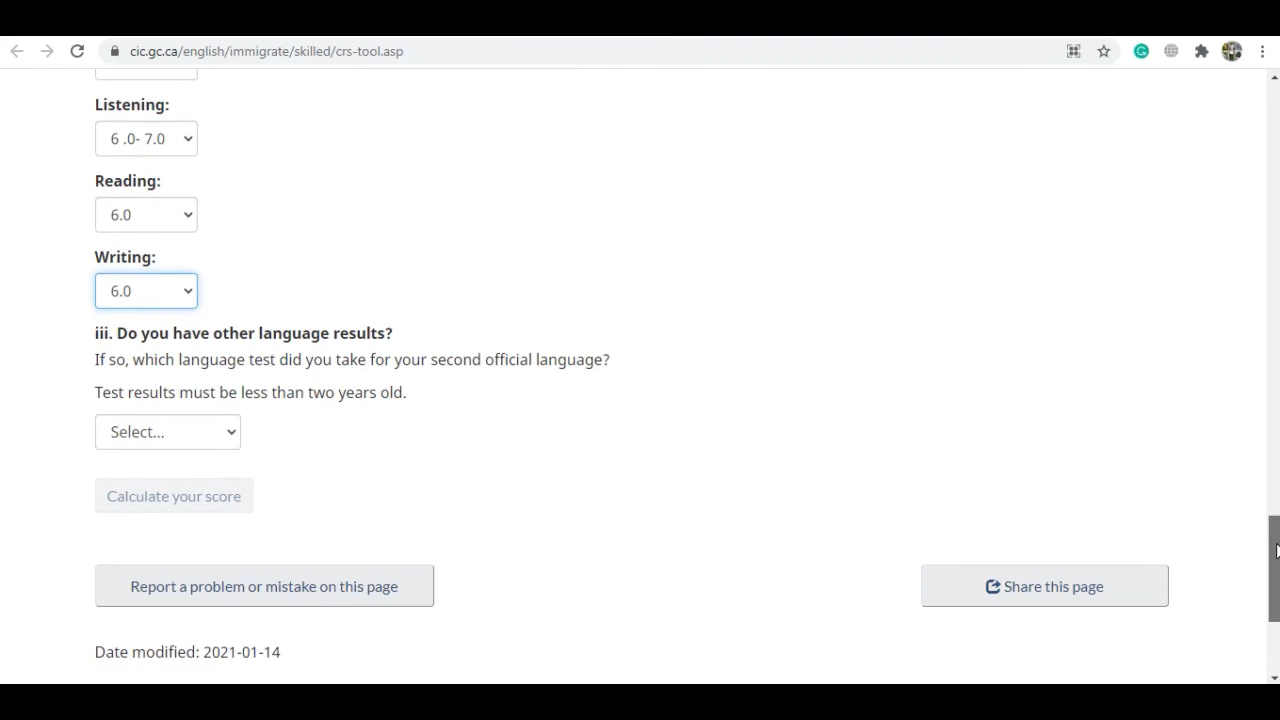 cic.gc.ca/english/immigrate/skilled/crs-tool.asp
Listening:
6 .0- 7.0
Reading:
6.0
Writing:
6.0
iii. Do you have other language results?
If so, which language test did you take for your second official language?
Test results must be less than two years old.
Select...
Calculate your score
Report a problem or mistake on this page
Share this page
Date modified: 2021-01-14